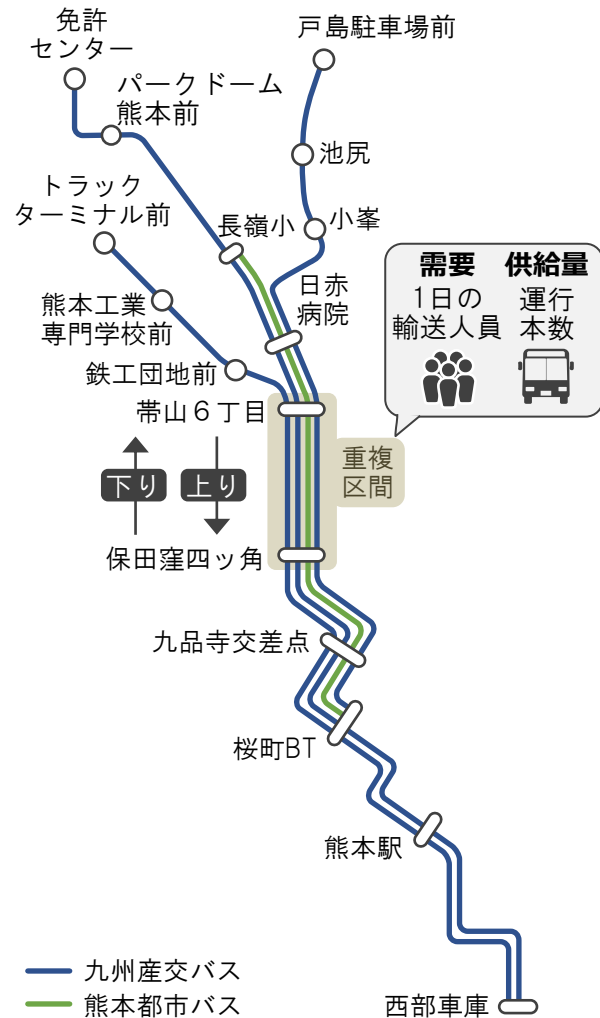 免許
センター
戸島駐車場前
パークドーム
熊本前
池尻
トラック
ターミナル前
長嶺小
小峯
日赤
病院
需要
1日の
輸送人員
供給量
運行
本数
熊本工業
専門学校前
鉄工団地前
帯山６丁目
重複
区間
下り
上り
保田窪四ッ角
九品寺交差点
桜町BT
熊本駅
九州産交バス
熊本都市バス
西部車庫